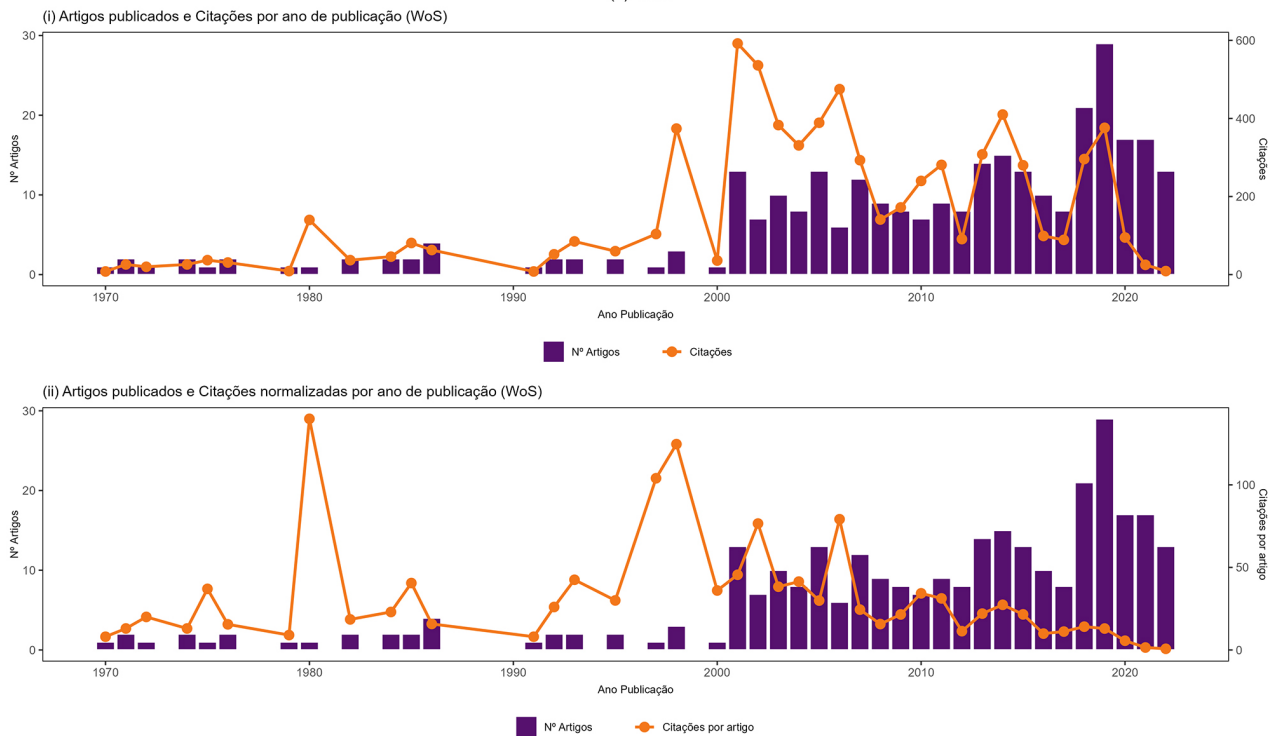 (i) Artigos publicados e Citações por ano de publicação (WoS)
30
20
10
0
Nº Artigos
600
400
200
0
Citações
1970 1980 1990 2000 2010 2020
Ano Publicação
Nº Artigos Citações
(ii) Artigos publicados e Citações normalizadas por ano de publicação (WoS)
30
20
10
0
Nº Artigos
100
50
0
Citações por artigo
1970 1980 1990 2000 2010 2020
Ano Publicação
Nº Artigos Citações por artigo